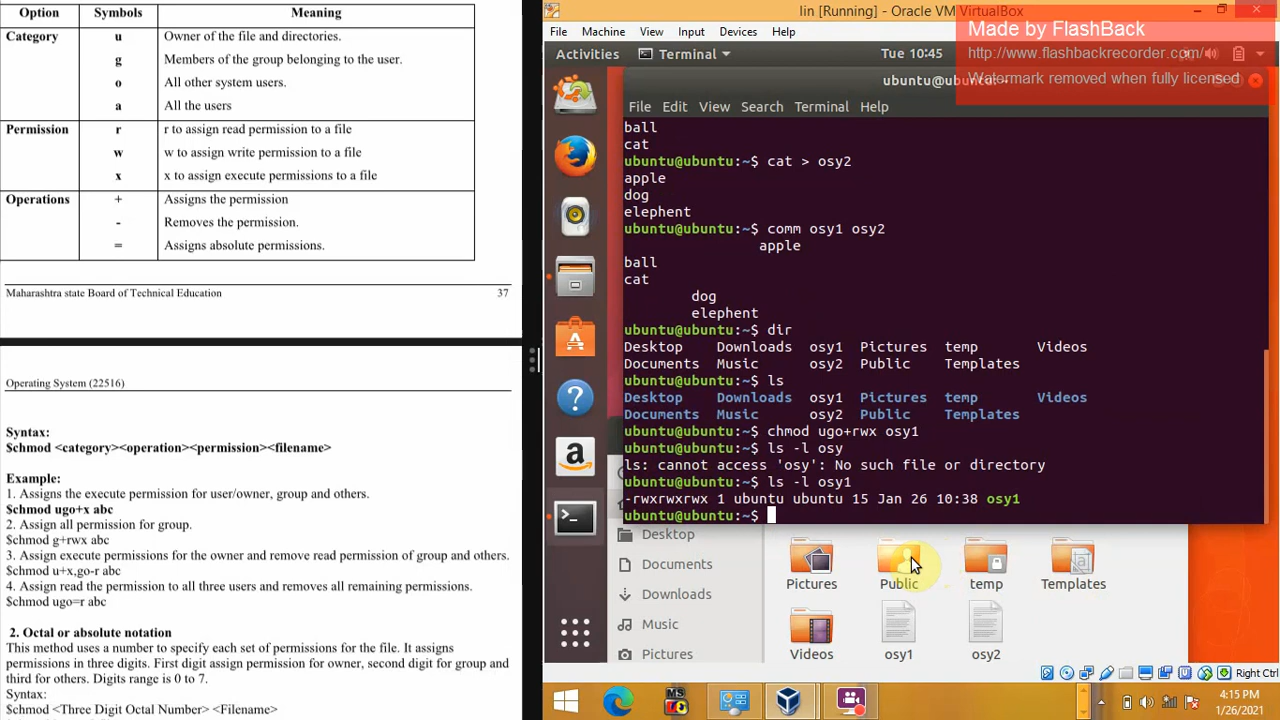 Option Symbols Meaning
Category u Owner of the file and directories.
g Members of the group belonging to the user.
o All other system users.
a All the users
Permission r r to assign read permission to a file
w w to assign write permission to a file
x x to assign execute permissions to a file
Operations + Assigns the permission
- Removes the permission.
= Assigns absolute permissions.
Maharashtra state Board of Technical Education 37
Operating System (22516)
Syntax:
$chmod <category><operation><permission><filename>
Example:
1. Assigns the execute permission for user/owner, group and others.
$chmod ugo+x abc
2. Assign all permission for group.
$chmod g+rwx abc
3. Assign execute permissions for the owner and remove read permission of group and others.
$chmod u+x,go-r abc
4. Assign read the permission to all three users and removes all remaining permissions.
$chmod ugo=r abc
2. Octal or absolute notation
This method uses a number to specify each set of permissions for the file. It assigns
permissions in three digits. First digit assign permission for owner, second digit for group and
third for others. Digits range is 0 to 7.
Syntax:
$chmod <Three Digit Octal Number> <Filename>
lin [Running] - Oracle VM VirtualBox
File Machine View Input Devices Help
Made by FlashBack
http://www.flashbackrecorder.com/
Watermark removed when fully licensed
Activities Terminal Tue 10:45
ubuntu@ubuntu: ~
File Edit View Search Terminal Help
ball
cat
ubuntu@ubuntu:~$ cat > osy2
apple
dog
elephent
ubuntu@ubuntu:~$ comm osy1 osy2
apple
ball
cat
dog
elephent
ubuntu@ubuntu:~$ dir
Desktop Downloads osy1 Pictures temp Videos
Documents Music osy2 Public Templates
ubuntu@ubuntu:~$ ls
Desktop Downloads osy1 Pictures temp Videos
Documents Music osy2 Public Templates
ubuntu@ubuntu:~$ chmod ugo+rwx osy1
ubuntu@ubuntu:~$ ls -l osy
ls: cannot access 'osy': No such file or directory
ubuntu@ubuntu:~$ ls -l osy1
-rwxrwxrwx 1 ubuntu ubuntu 15 Jan 26 10:38 osy1
ubuntu@ubuntu:~$
Desktop
Documents
Downloads
Music
Pictures
Pictures Public temp Templates
Videos osy1 osy2
Right Ctrl
MS
4:15 PM
1/26/2021